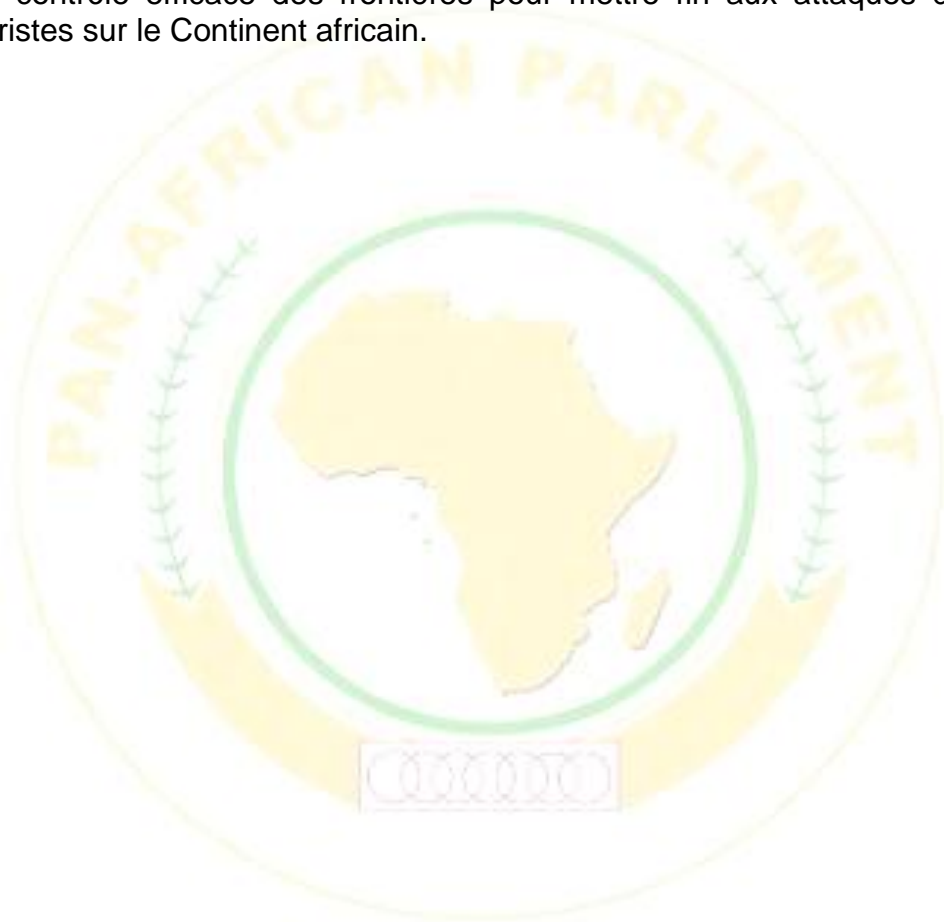 contrôle efficace des frontières pour mettre fin aux attaques
ristes sur le Continent africain.
PAN-AFRICAN PARLIAMENT